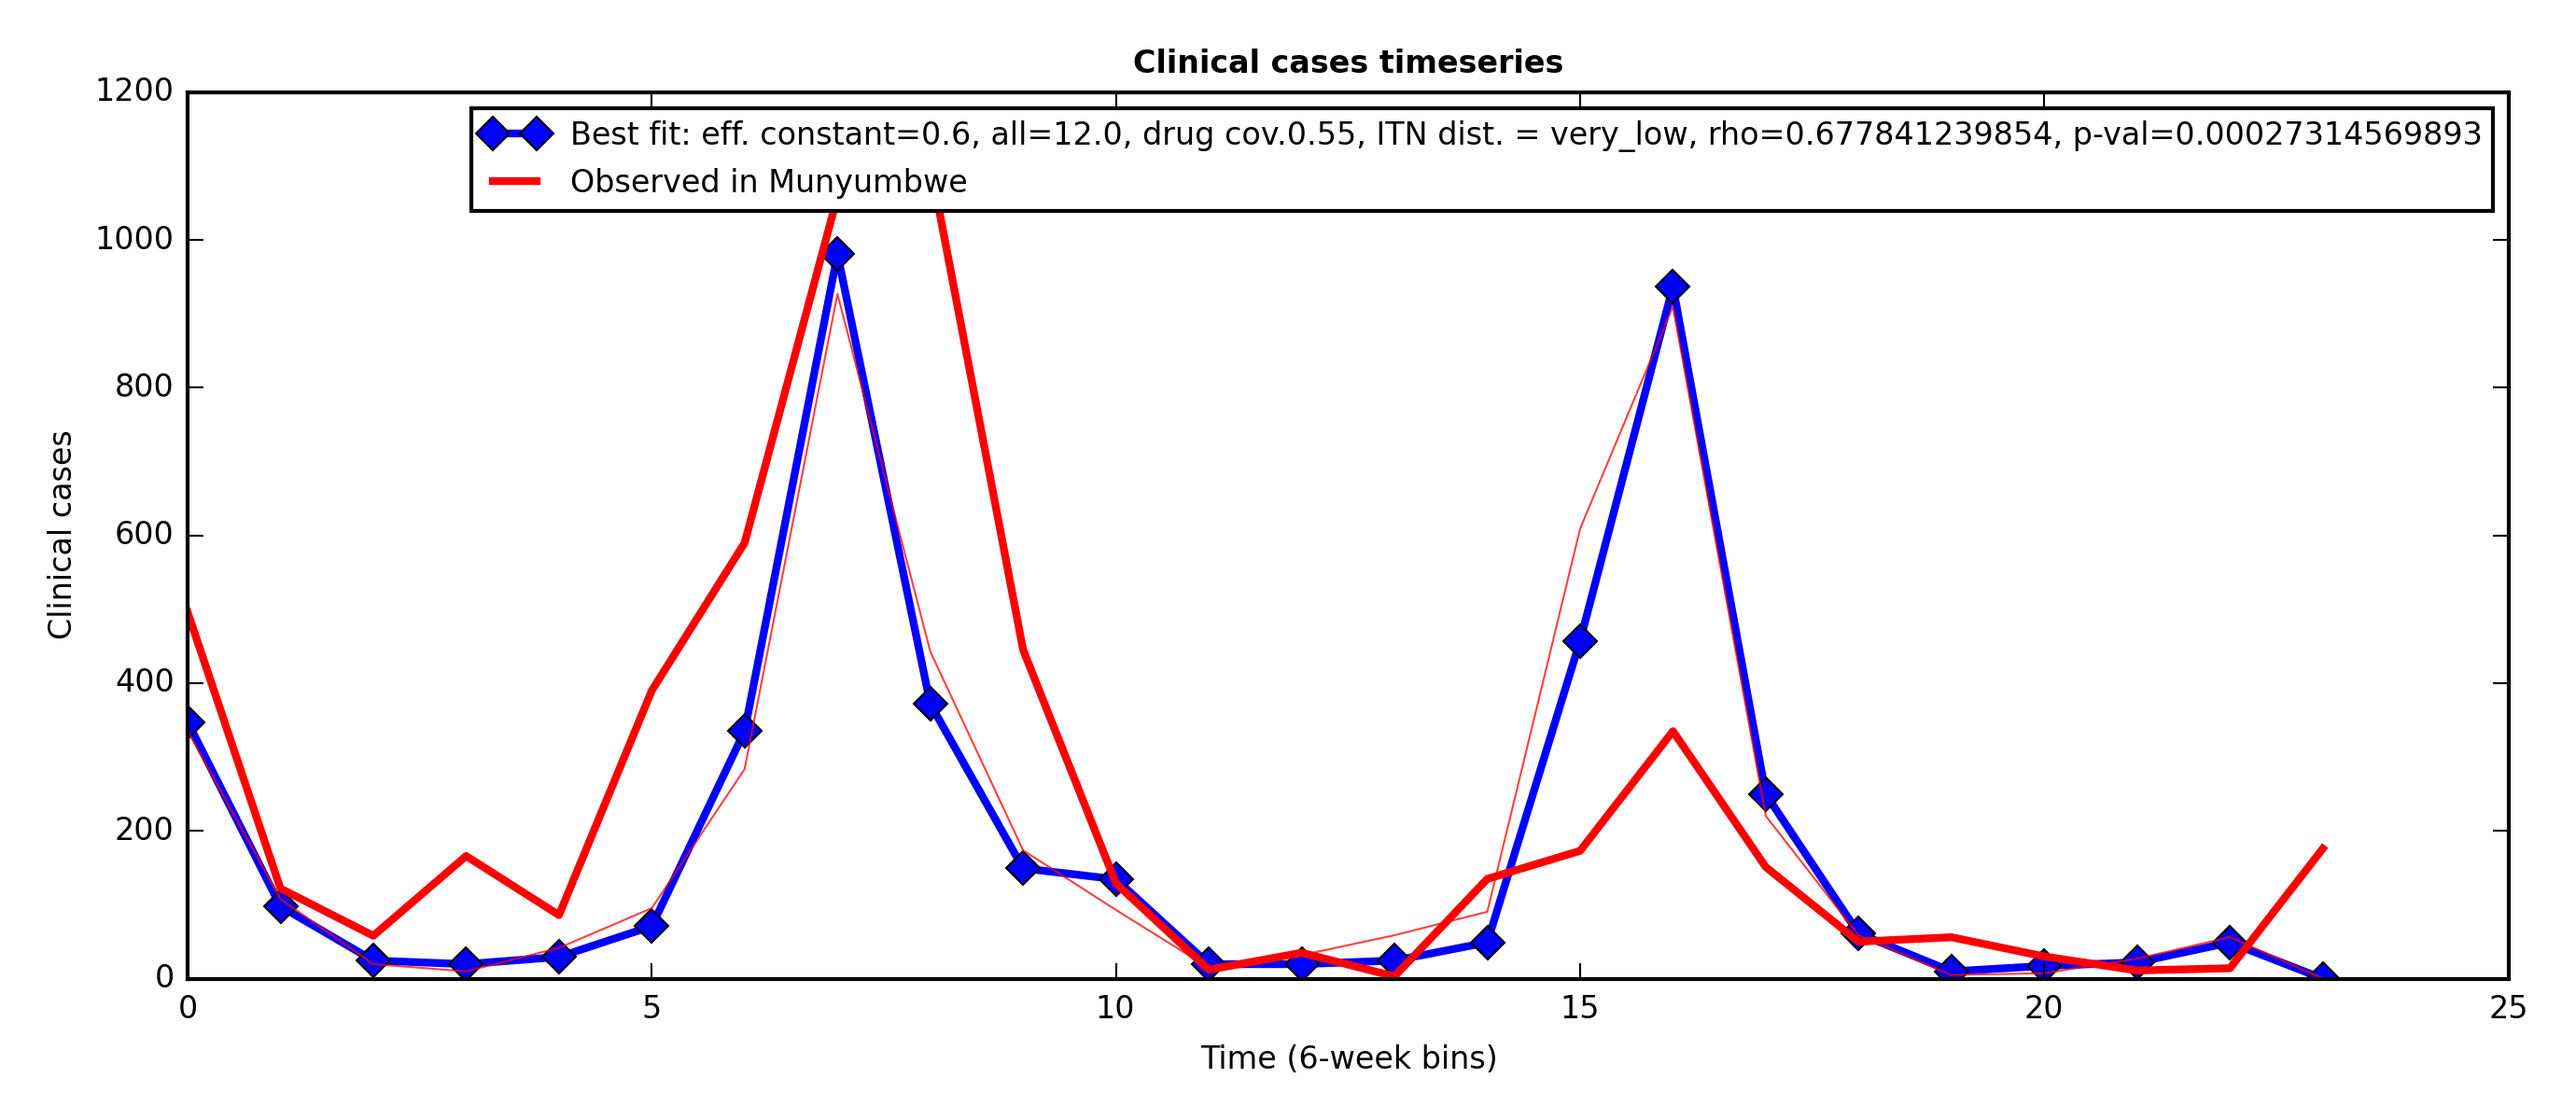 Clinical cases timeseries
1200
1000
800
600
400
200
0
Clinical cases
Best fit: eff. constant=0.6, all=12.0, drug cov.0.55, ITN dist. = very_low, rho=0.677841239854, p-val=0.00027314569893
Observed in Munyumbwe
0 5 10 15 20 25
Time (6-week bins)